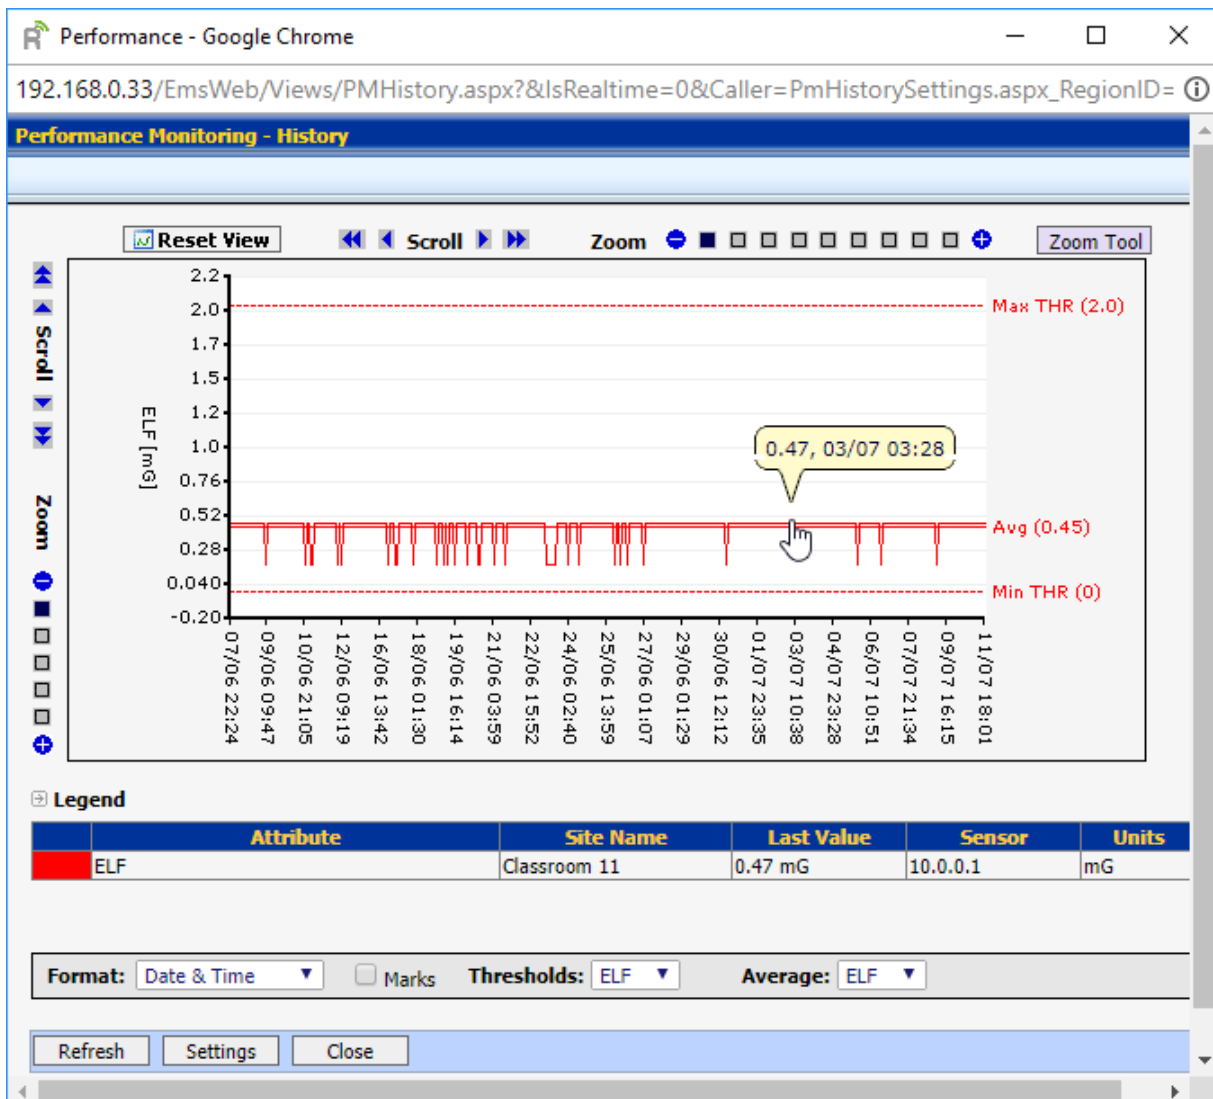 Performance - Google Chrome
192.168.0.33/EmsWeb/Views/PMHistory.aspx?&IsRealtime=0&Caller=PmHistorySettings.aspx_RegionID=
Performance Monitoring - History
Reset View Scroll Zoom Zoom Tool
Scroll
Zoom
ELF [mG]
2.2
2.0
1.7
1.5
1.2
1.0
0.76
0.52
0.28
0.040
-0.20
Max THR (2.0)
0.47, 03/07 03:28
Avg (0.45)
Min THR (0)
07/06 22:24
09/06 09:47
10/06 21:05
12/06 09:19
16/06 13:42
18/06 01:30
19/06 16:14
21/06 03:59
22/06 15:52
24/06 02:40
25/06 13:59
27/06 01:07
29/06 01:29
30/06 12:12
01/07 23:35
03/07 10:38
04/07 23:28
06/07 10:51
07/07 21:34
09/07 16:15
11/07 18:01
Legend
Attribute Site Name Last Value Sensor Units
ELF Classroom 11 0.47 mG 10.0.0.1 mG
Format: Date & Time Marks Thresholds: ELF Average: ELF
Refresh Settings Close